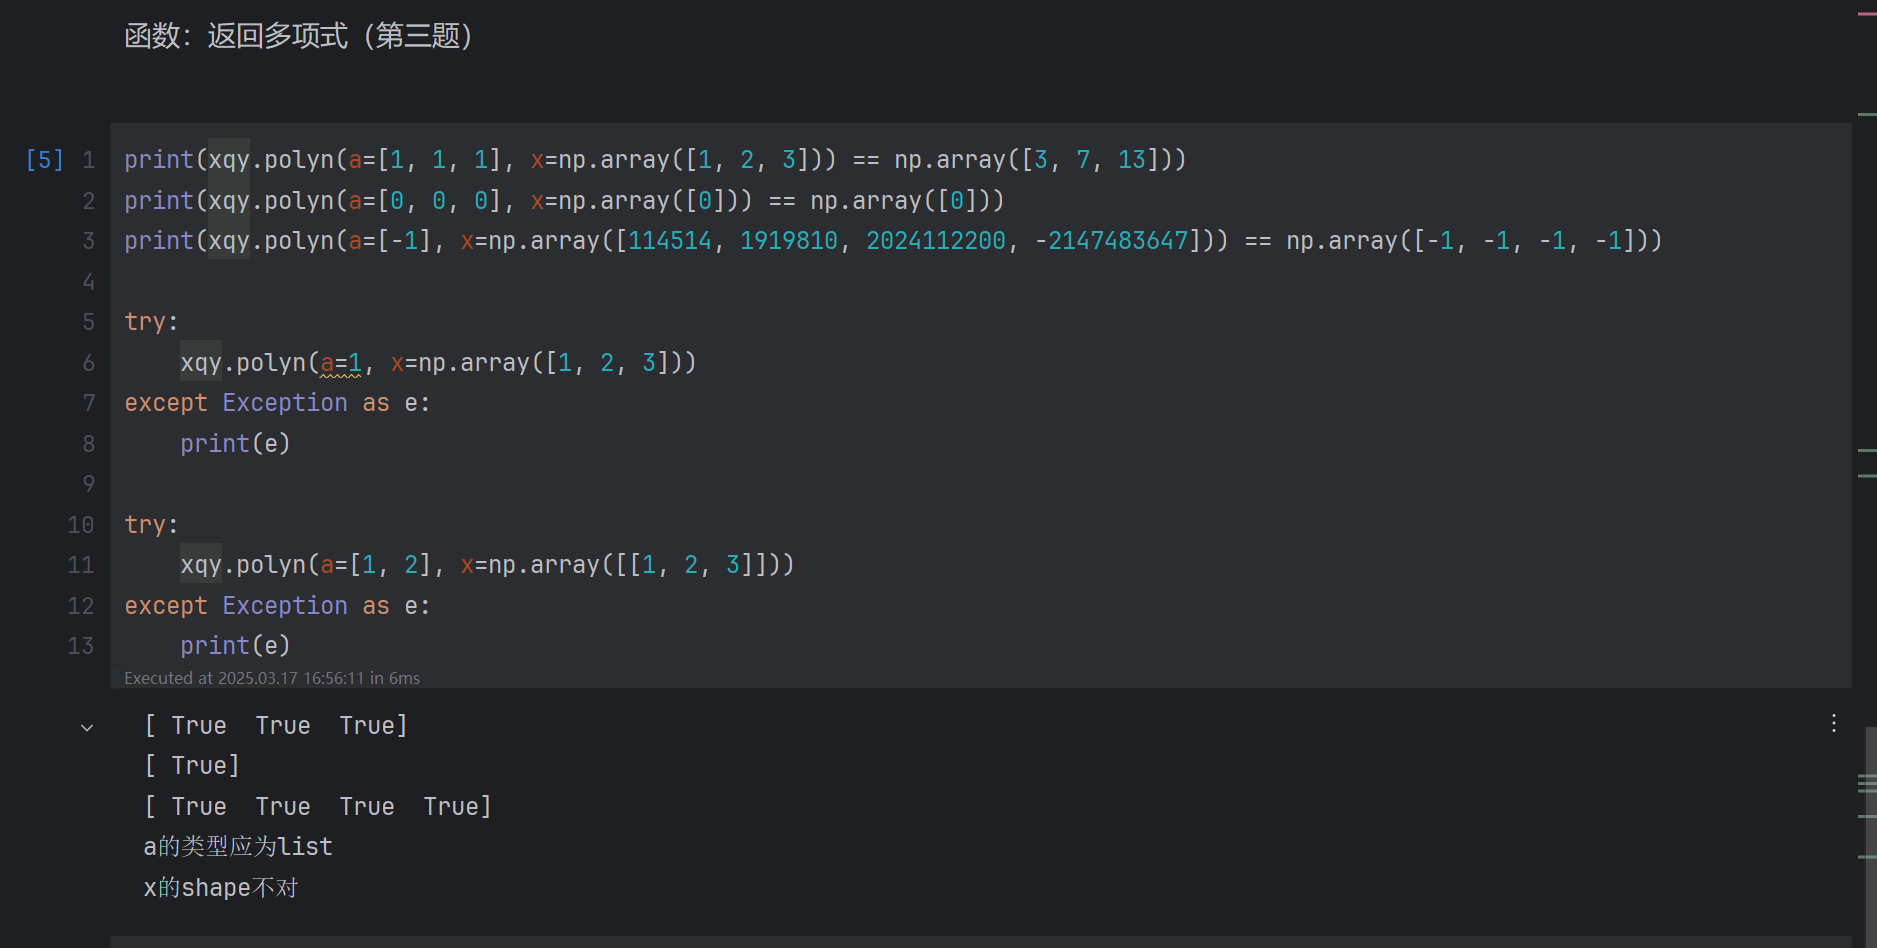 函数：返回多项式（第三题）
[5] 1 print(xqy.polyn(a=[1, 1, 1], x=np.array([1, 2, 3])) == np.array([3, 7, 13]))
2 print(xqy.polyn(a=[0, 0, 0], x=np.array([0])) == np.array([0]))
3 print(xqy.polyn(a=[-1], x=np.array([114514, 1919810, 2024112200, -2147483647])) == np.array([-1, -1, -1, -1]))
4
5 try:
6     xqy.polyn(a=1, x=np.array([1, 2, 3]))
7 except Exception as e:
8     print(e)
9
10 try:
11     xqy.polyn(a=[1, 2], x=np.array([[1, 2, 3]]))
12 except Exception as e:
13     print(e)
Executed at 2025.03.17 16:56:11 in 6ms
[ True  True  True]
[ True]
[ True  True  True  True]
a的类型应为list
x的shape不对